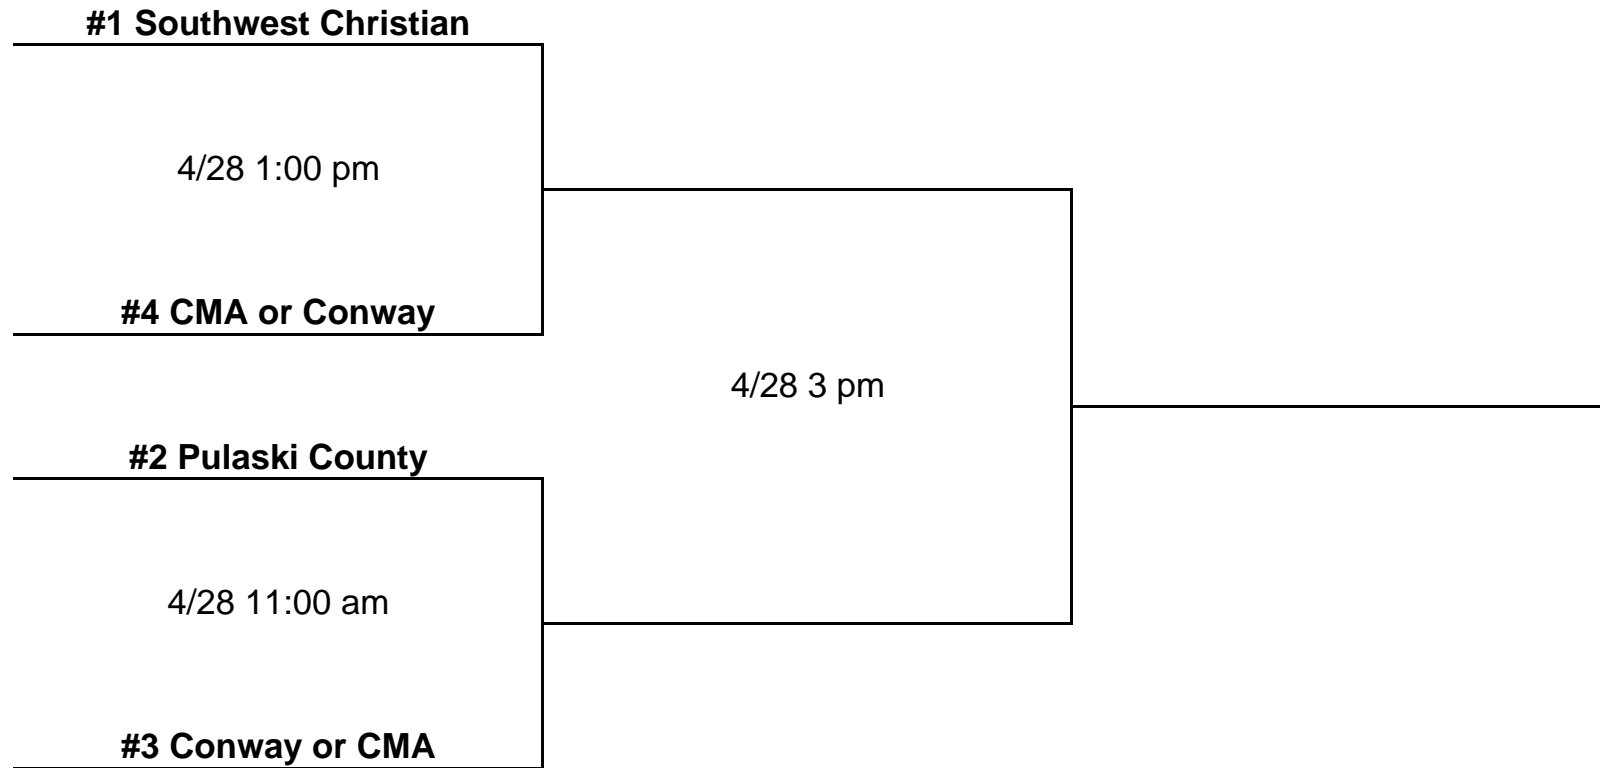 #1 Southwest Christian
4/28 1:00 pm
#4 CMA or Conway
4/28 3 pm
#2 Pulaski County
4/28 11:00 am
#3 Conway or CMA